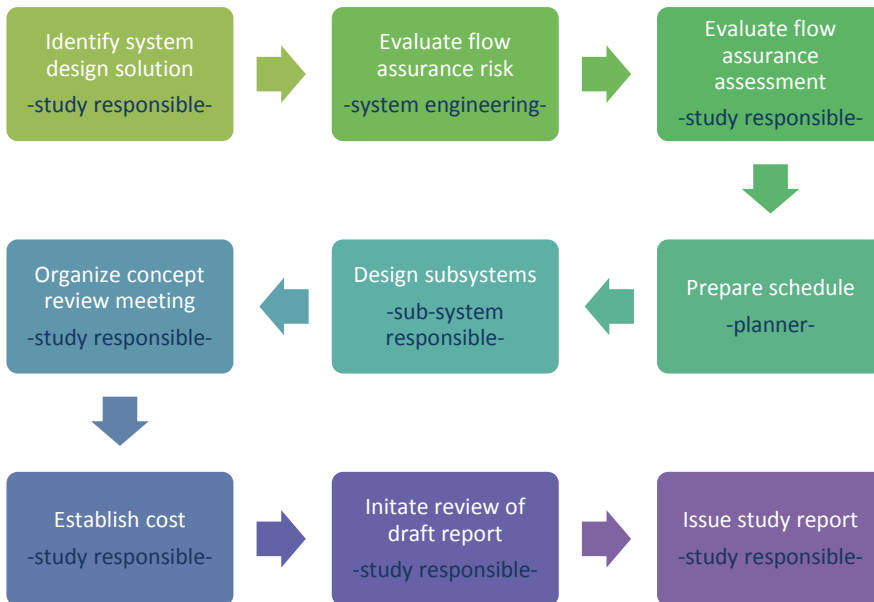 Identify system
design solution
-study responsible-
Evaluate flow
assurance risk
-system engineering-
Evaluate flow
assurance
assessment
-study responsible-
Organize concept
review meeting
-study responsible-
Design subsystems
-sub-system
responsible-
Prepare schedule
-planner-
Establish cost
-study responsible-
Initate review of
draft report
-study responsible-
Issue study report
-study responsible-